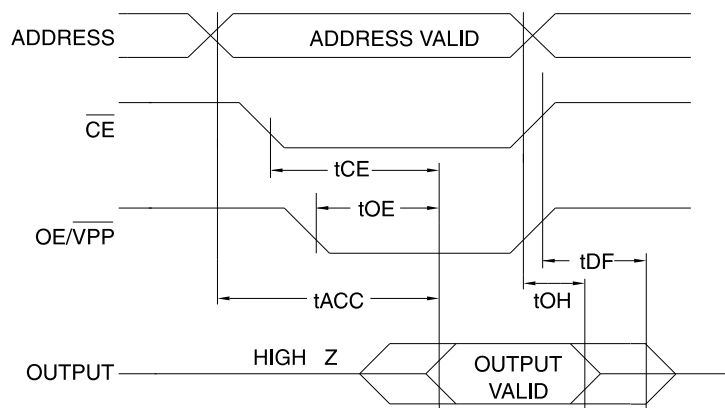 ADDRESS
ADDRESS VALID
CE
tCE
tOE
OE/VPP
tDF
tACC
tOH
HIGH Z
OUTPUT
OUTPUT
VALID